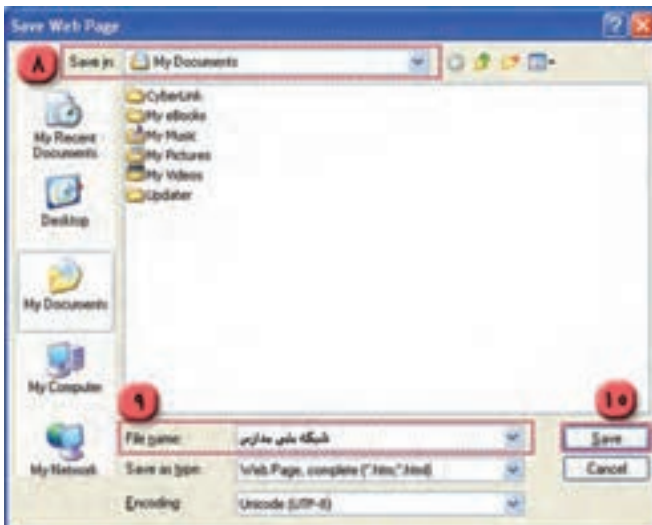 Save Web Page
۸ Save in: My Documents
My Recent Documents
Desktop
My Documents
My Computer
My Network
CyberLink
My eBooks
My Music
My Pictures
My Videos
Updater
۹
۱۰
File name: شبکه ملی مدارس
Save
Save as type: Web Page, complete (*.htm;*.html)
Cancel
Encoding: Unicode (UTF-8)